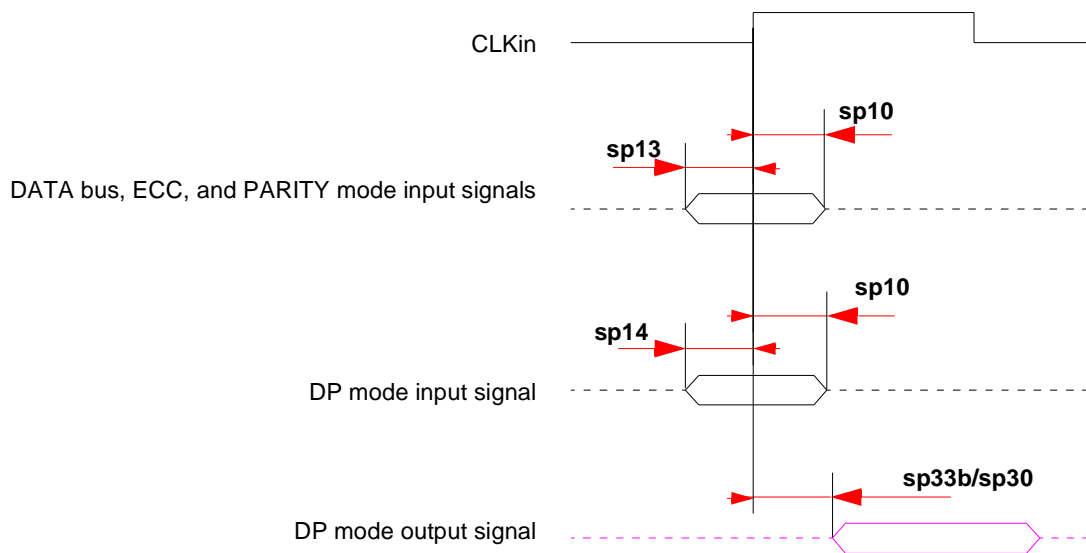 CLKin
sp10
sp13
DATA bus, ECC, and PARITY mode input signals
sp10
sp14
DP mode input signal
sp33b/sp30
DP mode output signal